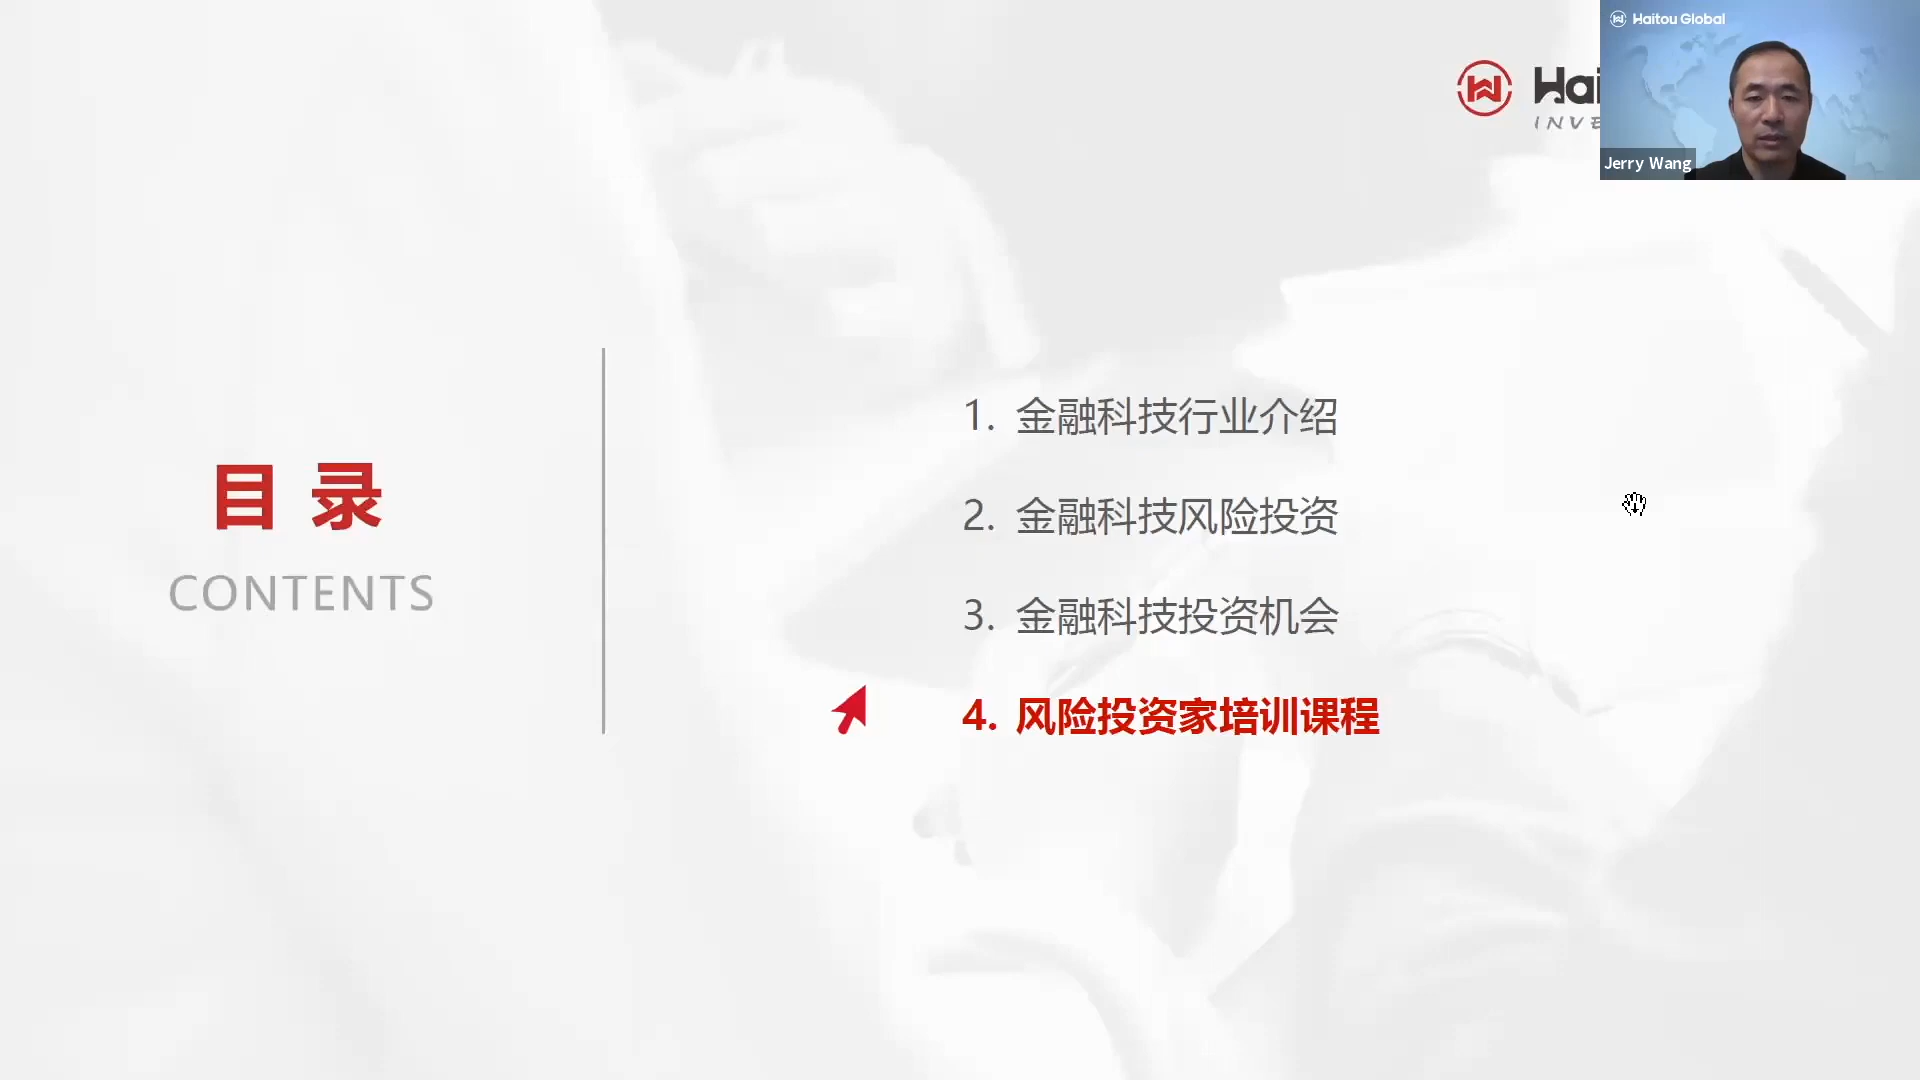 Haitou Global
Hai
INVE
Jerry Wang
目 录
CONTENTS
1. 金融科技行业介绍
2. 金融科技风险投资
3. 金融科技投资机会
4. 风险投资家培训课程